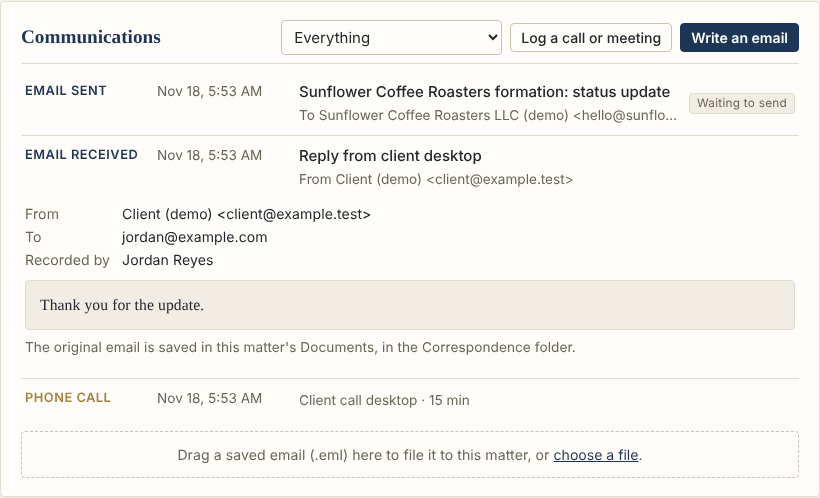 Communications
Everything
Log a call or meeting
Write an email
EMAIL SENT
Nov 18, 5:53 AM
Sunflower Coffee Roasters formation: status update
To Sunflower Coffee Roasters LLC (demo) <hello@sunflo...
Waiting to send
EMAIL RECEIVED
Nov 18, 5:53 AM
Reply from client desktop
From Client (demo) <client@example.test>
From Client (demo) <client@example.test>
To jordan@example.com
Recorded by Jordan Reyes
Thank you for the update.
The original email is saved in this matter's Documents, in the Correspondence folder.
PHONE CALL
Nov 18, 5:53 AM
Client call desktop · 15 min
Drag a saved email (.eml) here to file it to this matter, or choose a file.